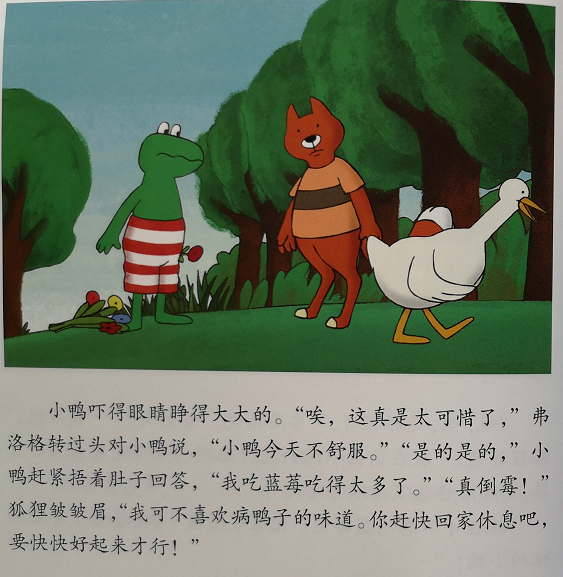 小鸭吓得眼睛睁得大大的。“唉，这真是太可惜了，”弗
洛格转过头对小鸭说，“小鸭今天不舒服。”“是的是的，”小
鸭赶紧捂着肚子回答，“我吃蓝莓吃得太多了。”“真倒霉！”
狐狸皱皱眉，“我可不喜欢病鸭子的味道。你赶快回家休息吧，
要快快好起来才行！”